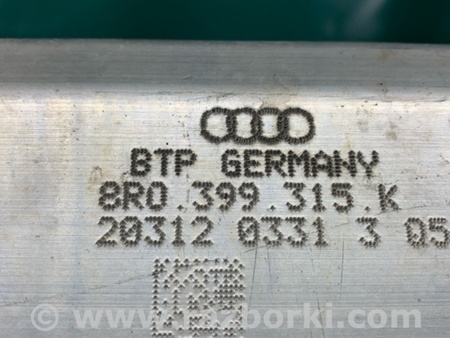 BTP GERMANY
8R0.399.315.K
20312 0331 3 05
© www.razborki.com